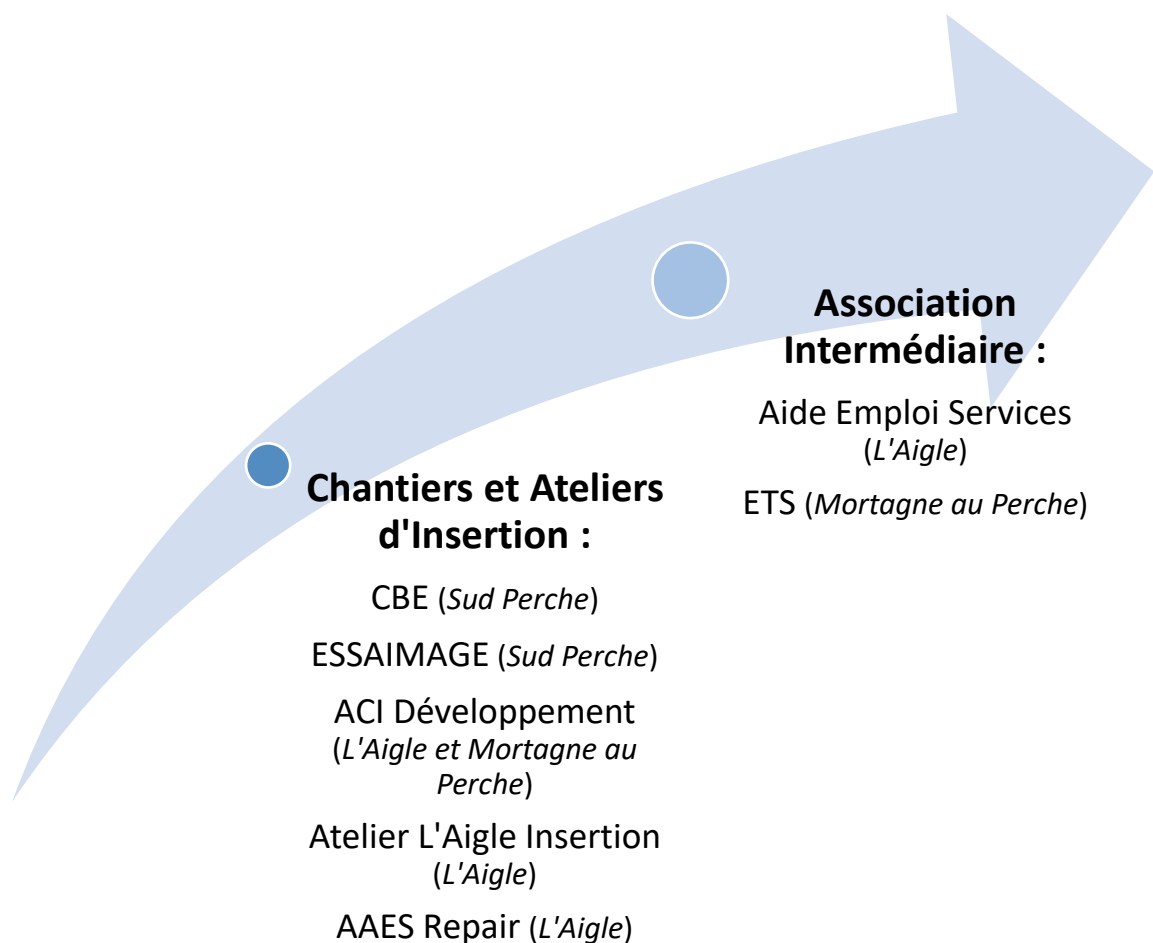 Chantiers et Ateliers
d'Insertion :
CBE (Sud Perche)
ESSAIMAGE (Sud Perche)
ACI Développement
(L'Aigle et Mortagne au
Perche)
Atelier L'Aigle Insertion
(L'Aigle)
AAES Repair (L'Aigle)
Association
Intermédiaire :
Aide Emploi Services
(L'Aigle)
ETS (Mortagne au Perche)